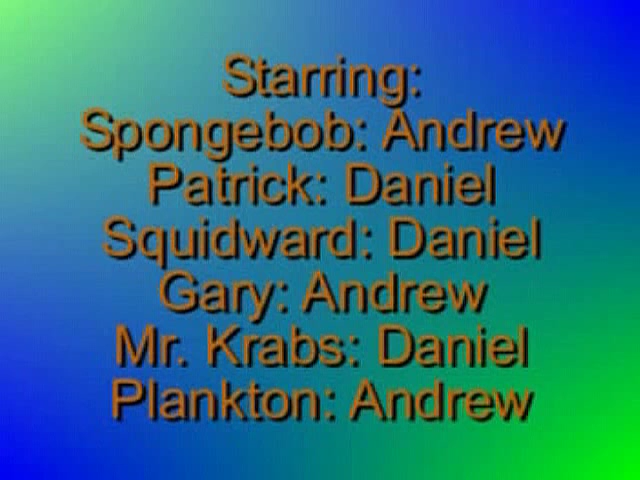 Starring:
Spongebob: Andrew
Patrick: Daniel
Squidward: Daniel
Gary: Andrew
Mr. Krabs: Daniel
Plankton: Andrew